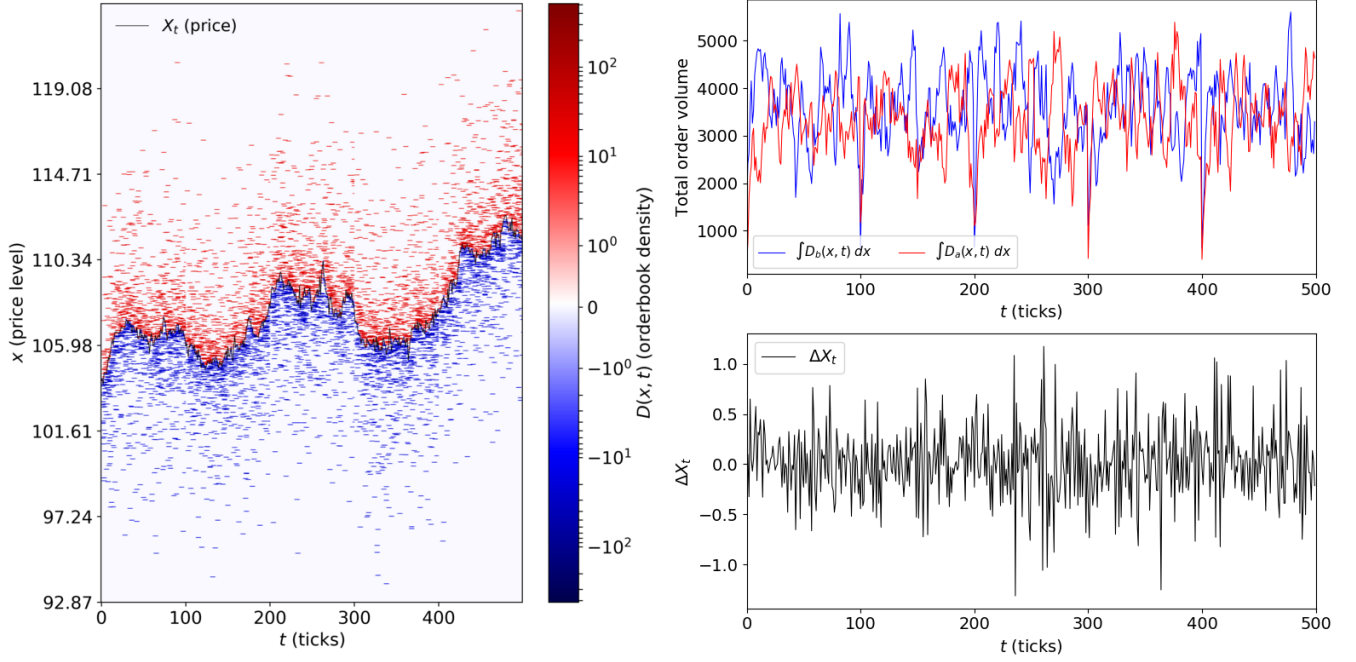 X_t (price)
119.08
114.71
110.34
105.98
101.61
97.24
92.87
x (price level)
0 100 200 300 400
t (ticks)
10^2
10^1
10^0
0
−10^0
−10^1
−10^2
D(x, t) (orderbook density)
5000
4000
3000
2000
1000
Total order volume
∫D_b(x, t) dx ∫D_a(x, t) dx
0 100 200 300 400 500
t (ticks)
ΔX_t
1.0
0.5
0.0
−0.5
−1.0
ΔX_t
0 100 200 300 400 500
t (ticks)